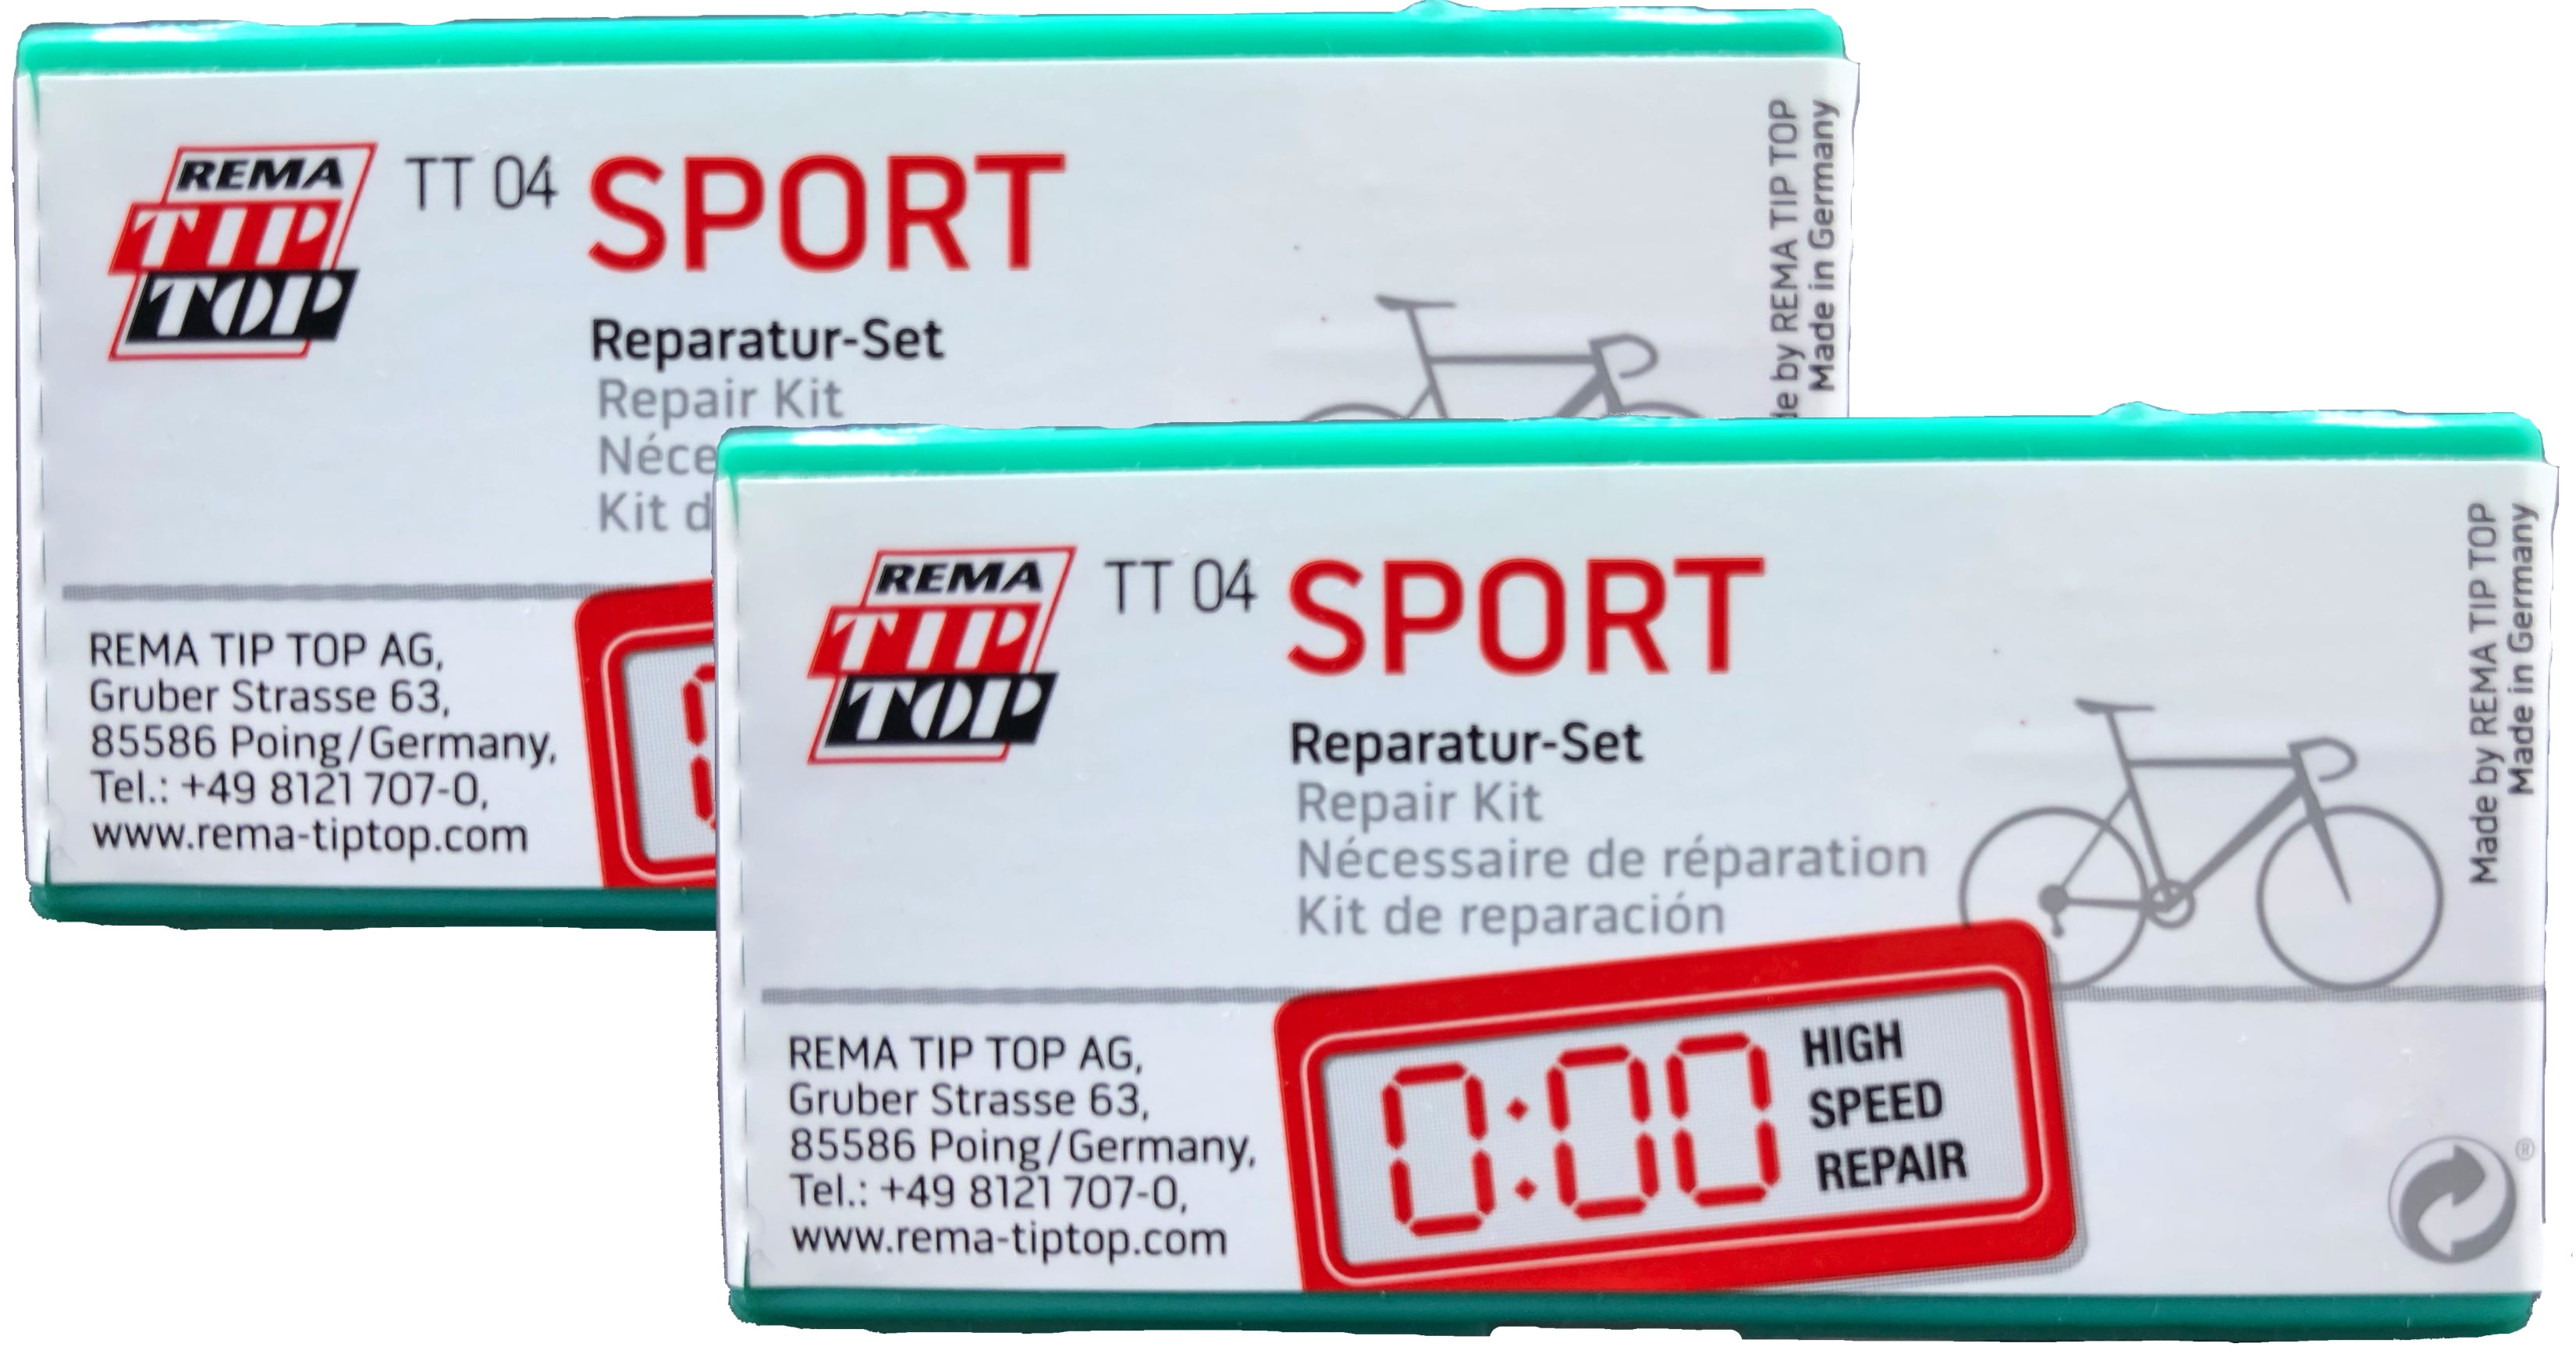 REMA
TIP
TOP
TT 04 SPORT
Reparatur-Set
Repair Kit
Néce
Kit d
REMA TIP TOP AG,
Gruber Strasse 63,
85586 Poing/Germany,
Tel.: +49 8121 707-0,
www.rema-tiptop.com
de by REMA TIP TOP
Made in Germany
REMA
TIP
TOP
TT 04 SPORT
Reparatur-Set
Repair Kit
Nécessaire de réparation
Kit de reparación
REMA TIP TOP AG,
Gruber Strasse 63,
85586 Poing/Germany,
Tel.: +49 8121 707-0,
www.rema-tiptop.com
0:00
HIGH
SPEED
REPAIR
Made by REMA TIP TOP
Made in Germany
®